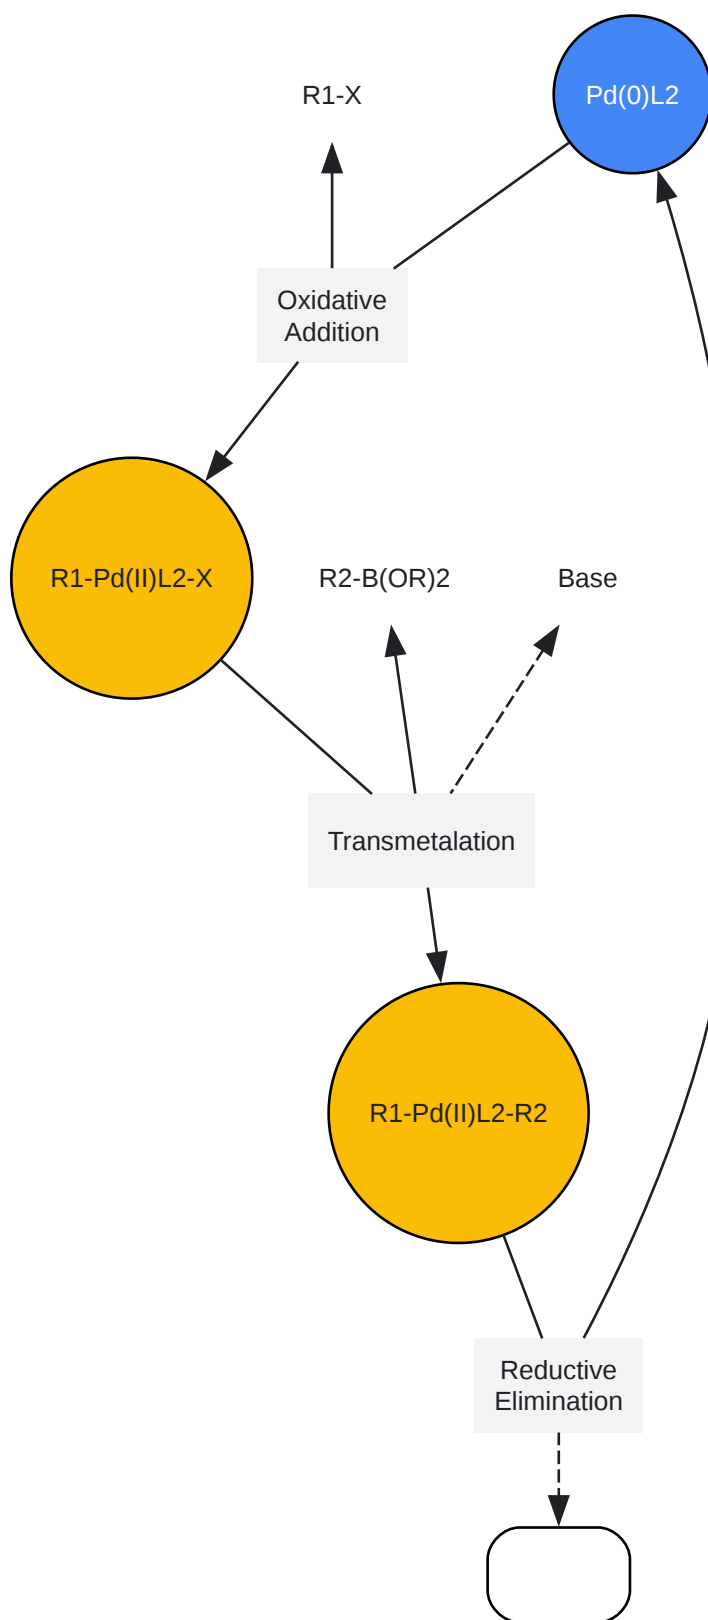 R1-X
Pd(0)L2
Oxidative
Addition
R1-Pd(II)L2-X
R2-B(OR)2
Base
Transmetalation
R1-Pd(II)L2-R2
Reductive
Elimination